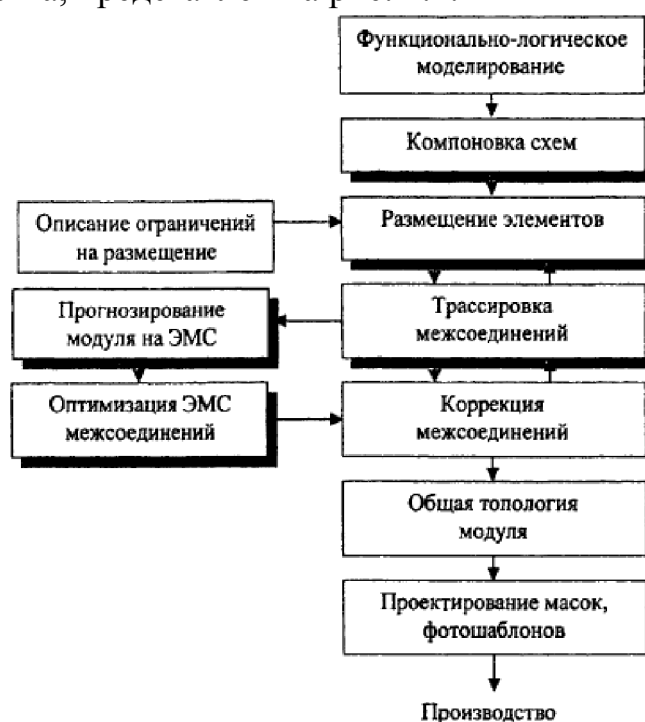 Функционально-логическое
моделирование
Компоновка схем
Описание ограничений
на размещение
Размещение элементов
Прогнозирование
модуля на ЭМС
Трассировка
межсоединений
Оптимизация ЭМС
межсоединений
Коррекция
межсоединений
Общая топология
модуля
Проектирование масок,
фотошаблонов
Производство